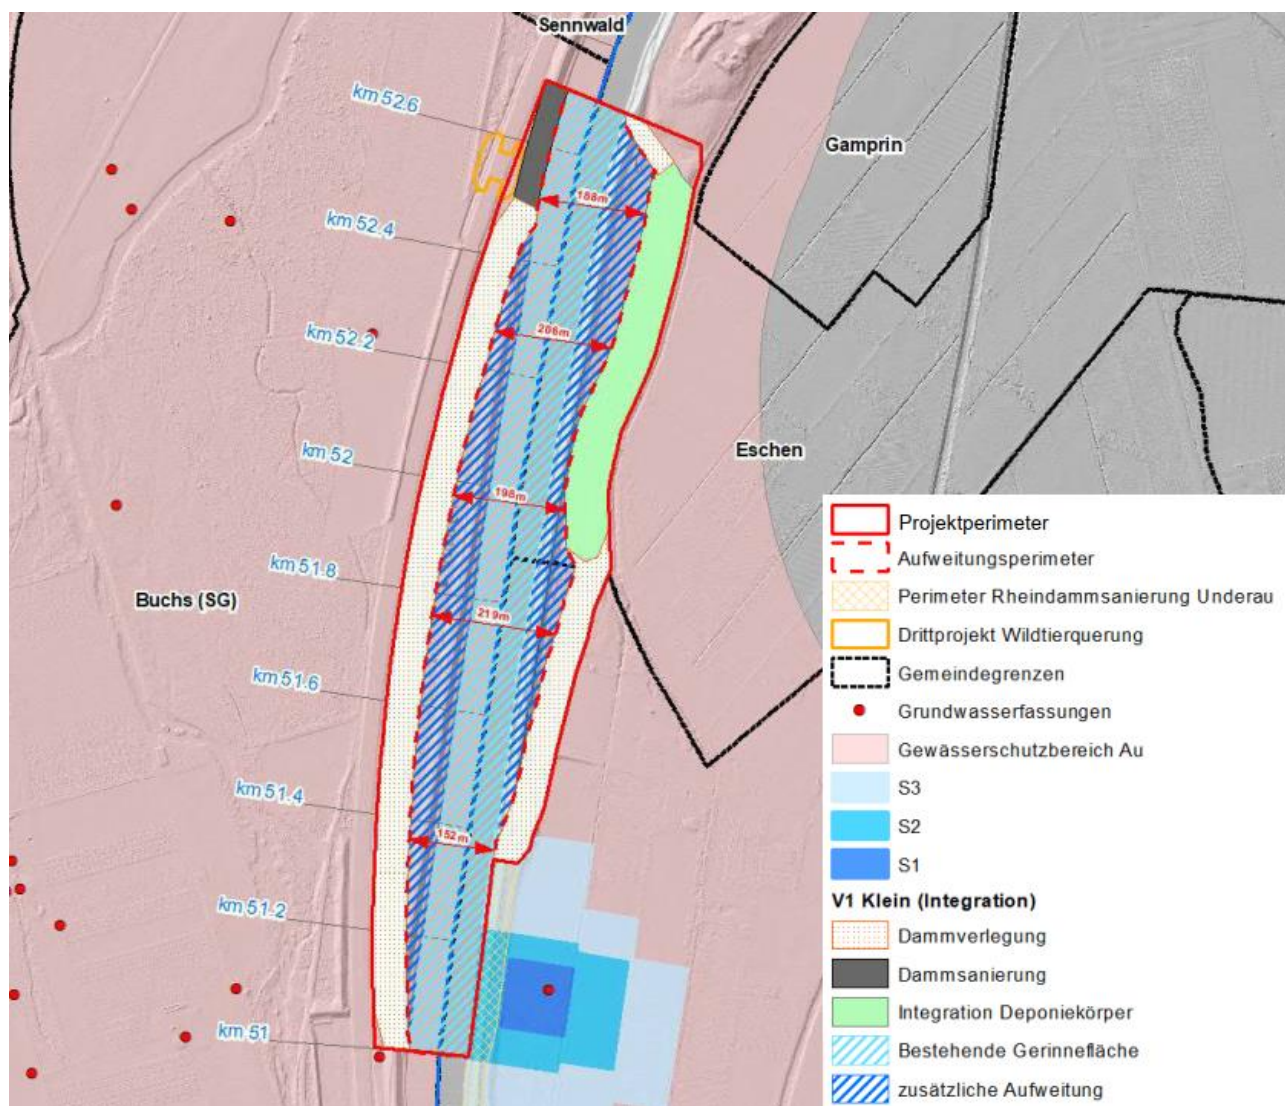 Sennwald
km 52.6
Gamprin
188m
km 52.4
206m
km 52.2
Eschen
km 52
198m
Projektperimeter
Aufweitungsperimeter
km 51.8
Buchs (SG)
Perimeter Rheindammsanierung Underau
219m
Drittprojekt Wildtierquerung
Gemeindegrenzen
km 51.6
Grundwasserfassungen
Gewässerschutzbereich Au
km 51.4
S3
S2
152m
S1
V1 Klein (Integration)
km 51.2
Dammverlegung
Dammsanierung
Integration Deponiekörper
km 51
Bestehende Gerinnefläche
zusätzliche Aufweitung